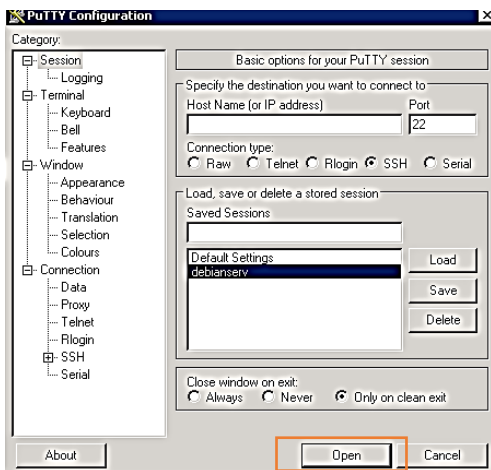 PuTTY Configuration
Category:
Session
Logging
Terminal
Keyboard
Bell
Features
Window
Appearance
Behaviour
Translation
Selection
Colours
Connection
Data
Proxy
Telnet
Rlogin
SSH
Serial
Basic options for your PuTTY session
Specify the destination you want to connect to
Host Name (or IP address) Port
22
Connection type:
Raw Telnet Rlogin SSH Serial
Load, save or delete a stored session
Saved Sessions
Default Settings
debianserv
Load
Save
Delete
Close window on exit:
Always Never Only on clean exit
About Open Cancel